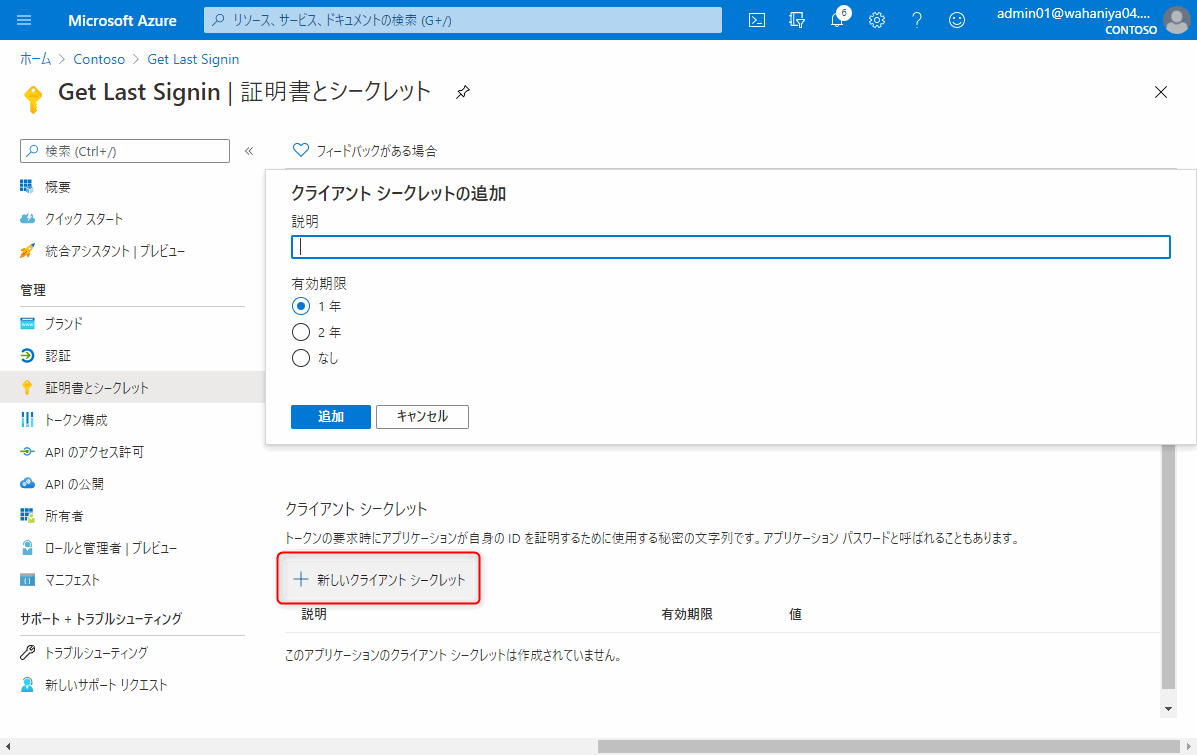 Microsoft Azure
リソース、サービス、ドキュメントの検索 (G+/)
6
admin01@wahaniya04....
CONTOSO
ホーム > Contoso > Get Last Signin
Get Last Signin | 証明書とシークレット
検索 (Ctrl+/)
«
フィードバックがある場合
概要
クイック スタート
統合アシスタント | プレビュー
管理
ブランド
認証
証明書とシークレット
トークン構成
API のアクセス許可
API の公開
所有者
ロールと管理者 | プレビュー
マニフェスト
サポート + トラブルシューティング
トラブルシューティング
新しいサポート リクエスト
クライアント シークレットの追加
説明
有効期限
1 年
2 年
なし
追加 キャンセル
クライアント シークレット
トークンの要求時にアプリケーションが自身の ID を証明するために使用する秘密の文字列です。アプリケーション パスワードと呼ばれることもあります。
新しいクライアント シークレット
説明 有効期限 値
このアプリケーションのクライアント シークレットは作成されていません。